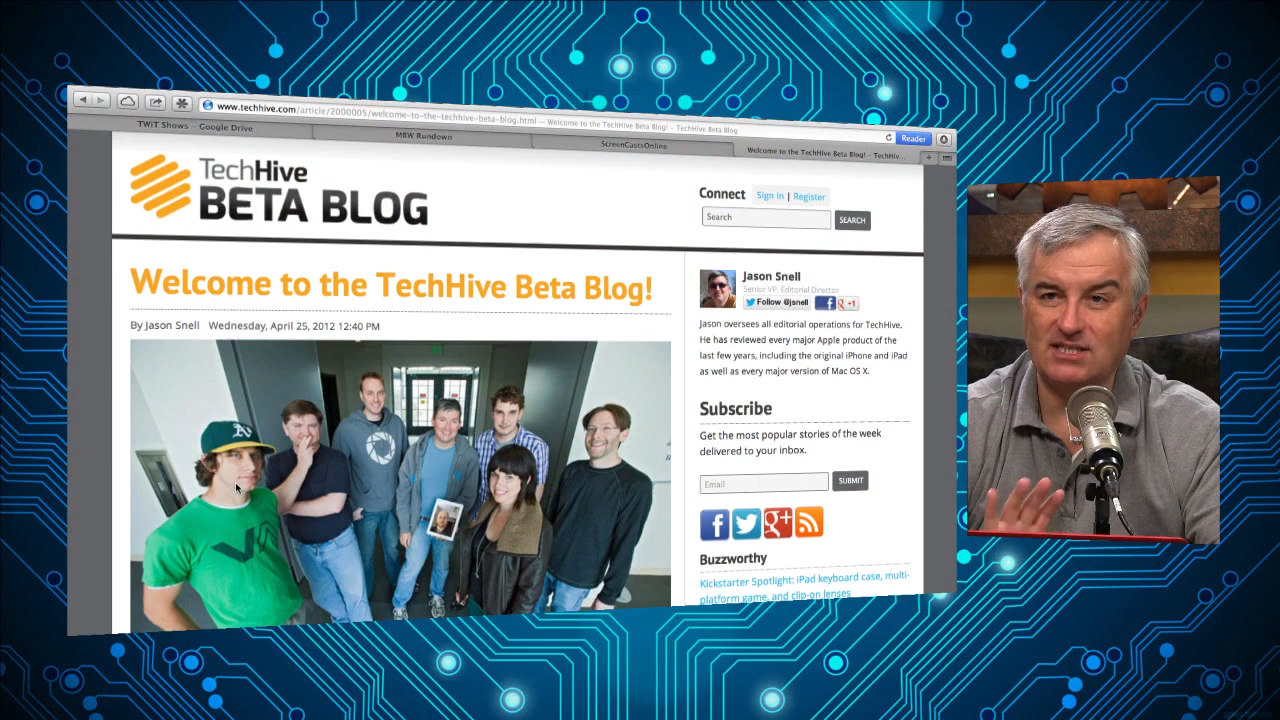 www.techhive.com/article/2000005/welcome-to-the-techhive-beta-blog.html — Welcome to the TechHive Beta Blog! — TechHive Beta Blog
Reader
TWiT Shows – Google Drive
MBW Rundown
ScreenCastsOnline
Welcome to the TechHive Beta Blog! – TechHiv...
TechHive
BETA BLOG
Connect
Sign In | Register
Search
SEARCH
Welcome to the TechHive Beta Blog!
By Jason Snell Wednesday, April 25, 2012 12:40 PM
Jason Snell
Senior VP, Editorial Director
Follow @jsnell
f
g +1
Jason oversees all editorial operations for TechHive.
He has reviewed every major Apple product of the
last few years, including the original iPhone and iPad
as well as every major version of Mac OS X.
Subscribe
Get the most popular stories of the week
delivered to your inbox.
Email
SUBMIT
f
g+
Buzzworthy
Kickstarter Spotlight: iPad keyboard case, multi-
platform game, and clip-on lenses